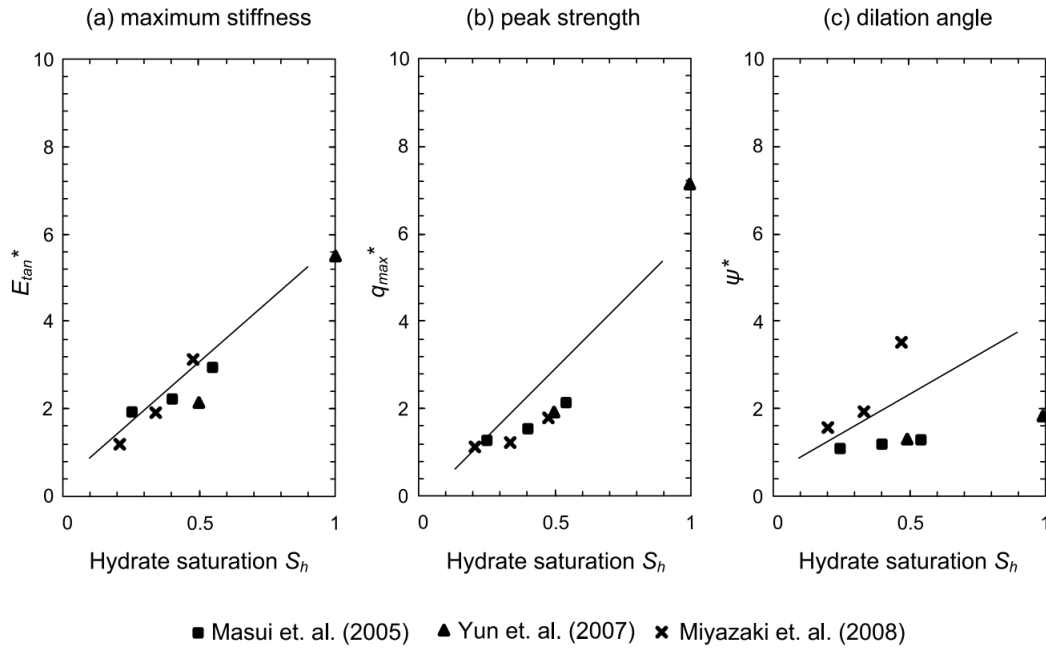 (a) maximum stiffness
(b) peak strength
(c) dilation angle
10
8
6
4
2
0
E_tan*
0
0.5
1
Hydrate saturation S_h
10
8
6
4
2
0
q_max*
0
0.5
1
Hydrate saturation S_h
10
8
6
4
2
0
ψ*
0
0.5
1
Hydrate saturation S_h
Masui et. al. (2005)
Yun et. al. (2007)
Miyazaki et. al. (2008)